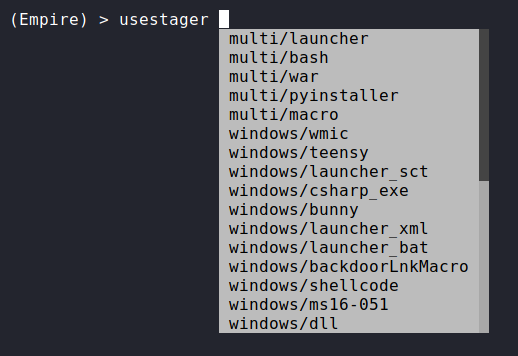 (Empire) > usestager
multi/launcher
multi/bash
multi/war
multi/pyinstaller
multi/macro
windows/wmic
windows/teensy
windows/launcher_sct
windows/csharp_exe
windows/bunny
windows/launcher_xml
windows/launcher_bat
windows/backdoorLnkMacro
windows/shellcode
windows/ms16-051
windows/dll